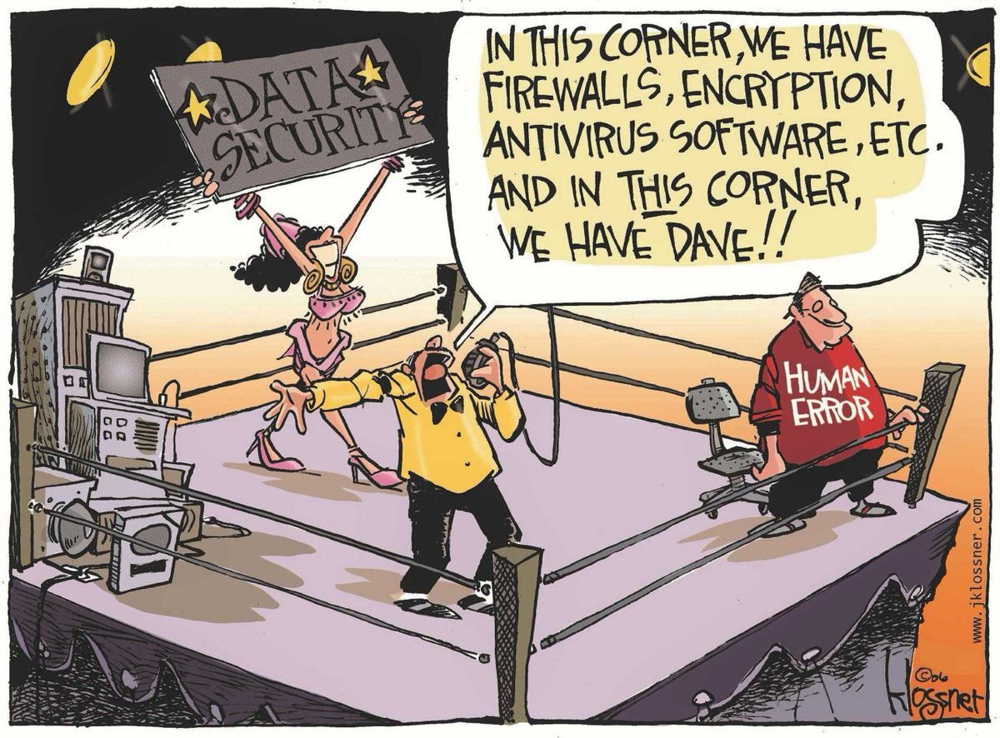 DATA
SECURITY
IN THIS CORNER, WE HAVE
FIREWALLS, ENCRYPTION,
ANTIVIRUS SOFTWARE, ETC.
AND IN THIS CORNER,
WE HAVE DAVE!!
HUMAN
ERROR
www.jklossner.com
©06
klossner